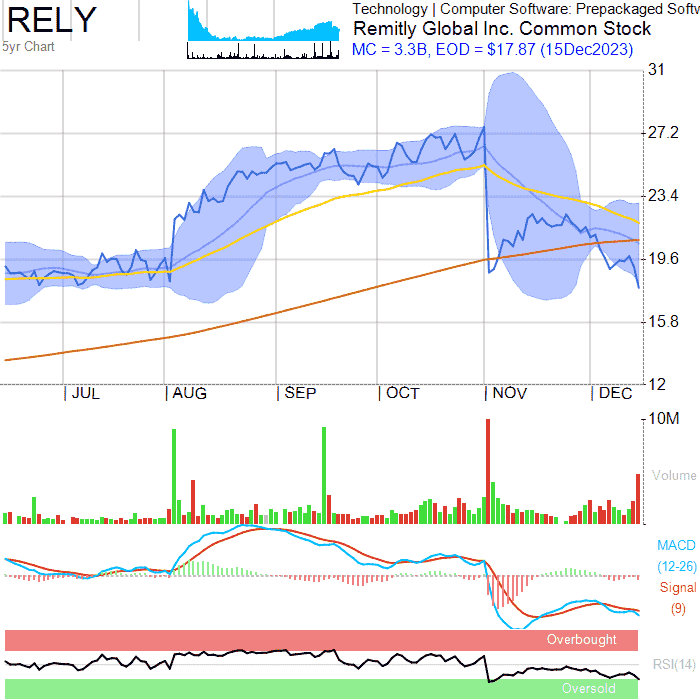 RELY
5yr Chart
Technology | Computer Software: Prepackaged Softw
Remitly Global Inc. Common Stock
MC = 3.3B, EOD = $17.87 (15Dec2023)
31
27.2
23.4
19.6
15.8
12
JUL AUG SEP OCT NOV DEC
10M
Volume
MACD
(12-26)
Signal
(9)
Overbought
RSI(14)
Oversold